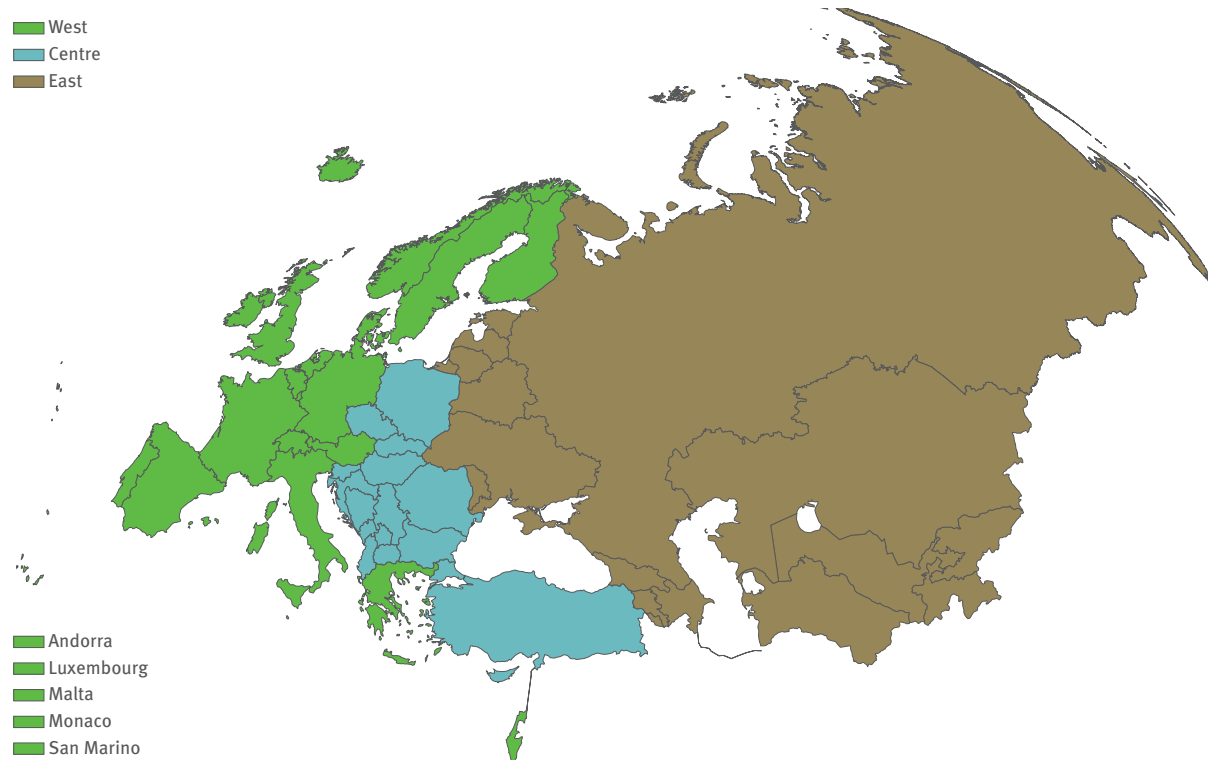 West
Centre
East
Andorra
Luxembourg
Malta
Monaco
San Marino